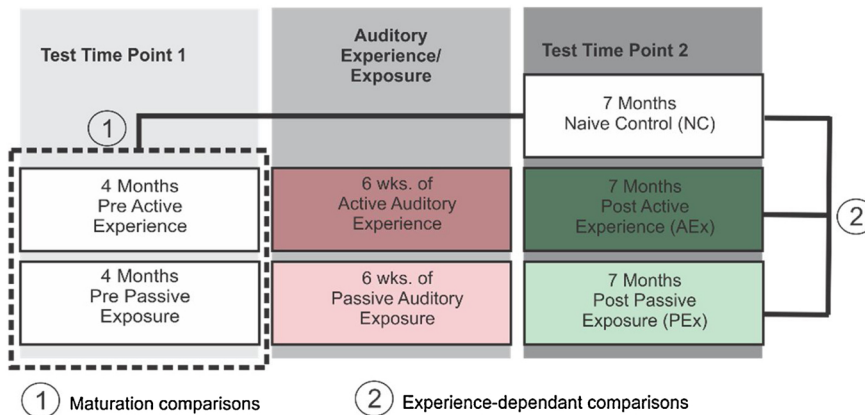 Test Time Point 1
Auditory
Experience/
Exposure
Test Time Point 2
7 Months
Naive Control (NC)
1
4 Months
Pre Active
Experience
6 wks. of
Active Auditory
Experience
7 Months
Post Active
Experience (AEx)
2
4 Months
Pre Passive
Exposure
6 wks. of
Passive Auditory
Exposure
7 Months
Post Passive
Exposure (PEx)
1 Maturation comparisons
2 Experience-dependant comparisons